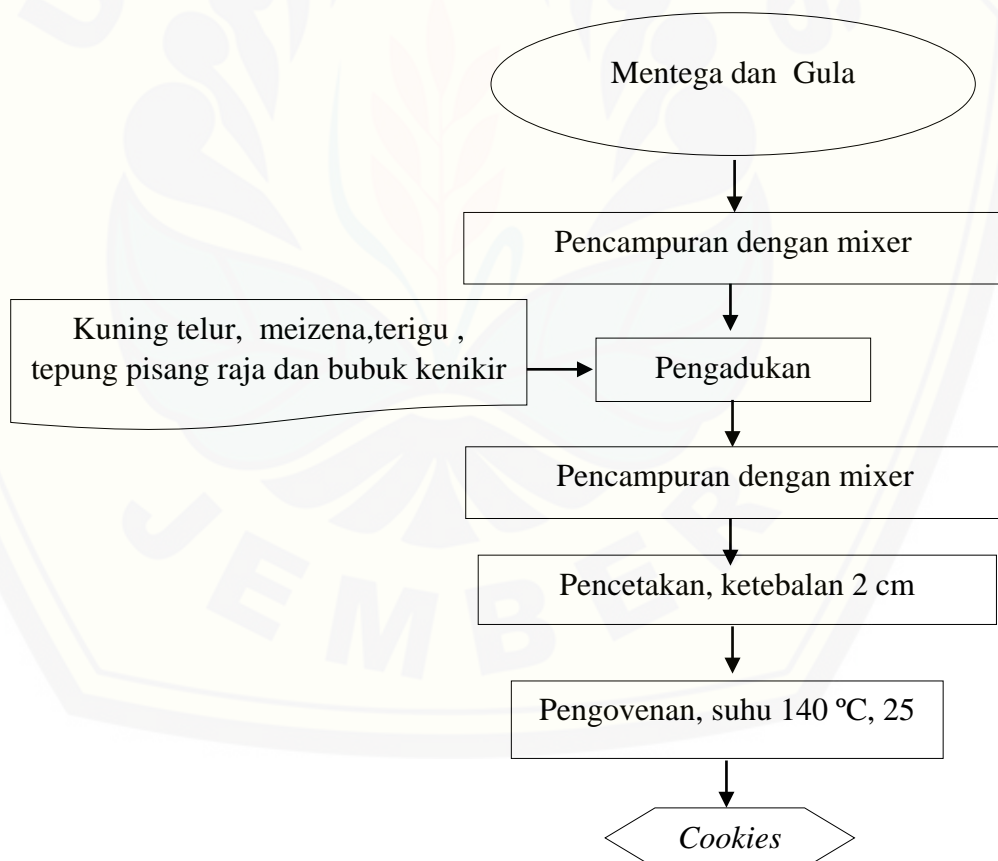 Mentega dan Gula
Pencampuran dengan mixer
Kuning telur, meizena,terigu ,
tepung pisang raja dan bubuk kenikir
Pengadukan
Pencampuran dengan mixer
Pencetakan, ketebalan 2 cm
Pengovenan, suhu 140 ºC, 25
Cookies
JEMBER